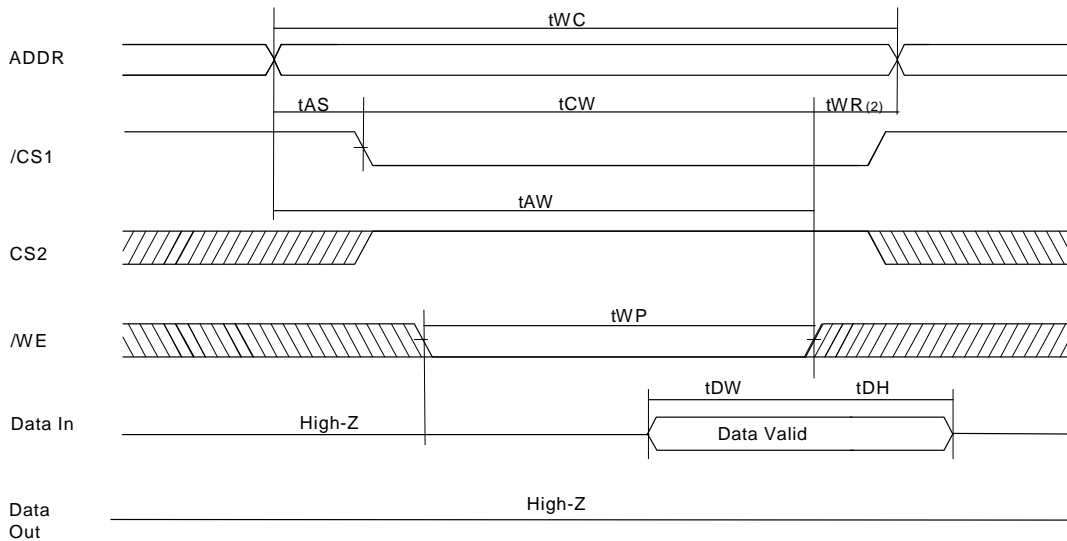 tWC
ADDR
tAS tCW tWR (2)
/CS1
tAW
CS2
tWP
/WE
tDW tDH
Data In High-Z Data Valid
High-Z
Data
Out